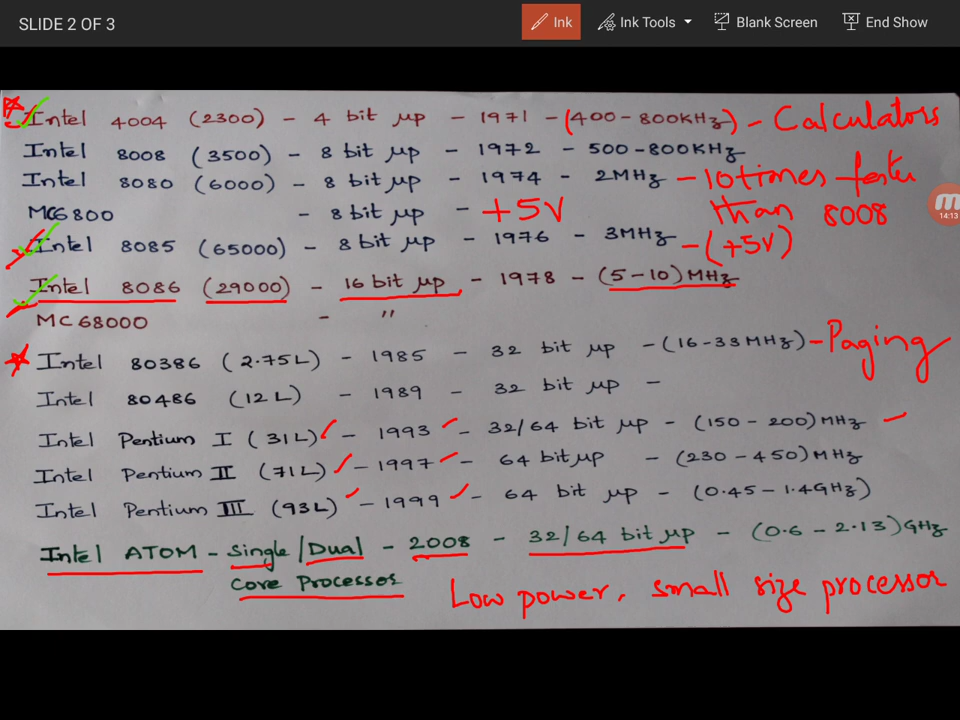 SLIDE 2 OF 3
Ink
Ink Tools
Blank Screen
End Show
Intel 4004 (2300) - 4 bit μp - 1971 - (400 - 800KHz) - Calculators
Intel 8008 (3500) - 8 bit μp - 1972 - 500-800KHz
Intel 8080 (6000) - 8 bit μp - 1974 - 2MHz - 10 times faster
MC6800 - 8 bit μp - +5V than 8008
14:13
Intel 8085 (65000) - 8 bit μp - 1976 - 3MHz - (+5V)
Intel 8086 (29000) - 16 bit μp - 1978 - (5-10) MHz
MC68000 - "
Intel 80386 (2.75L) - 1985 - 32 bit μp - (16-33MHz) - Paging
Intel 80486 (12L) - 1989 - 32 bit μp -
Intel Pentium I (31L) - 1993 - 32/64 bit μp - (150 - 200) MHz
Intel Pentium II (71L) - 1997 - 64 bit μp - (230 - 450) MHz
Intel Pentium III (93L) - 1999 - 64 bit μp - (0.45 - 1.4GHz)
Intel ATOM - Single/Dual - 2008 - 32/64 bit μp - (0.6 - 2.13) GHz
Core Processors
Low power, small size processor